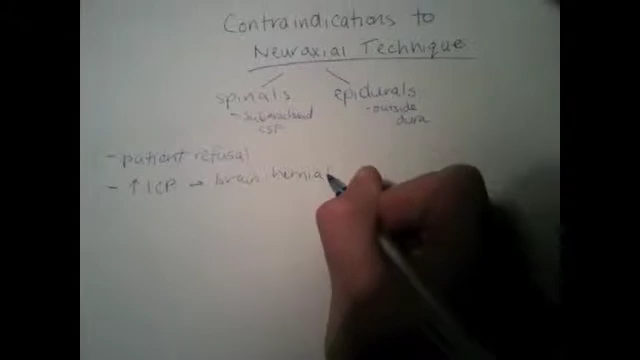 Contraindications to
Neuraxial Technique
spinals epidurals
- subarachnoid - outside
CSF dura
- patient refusal
- ↑ ICP → brain hernia